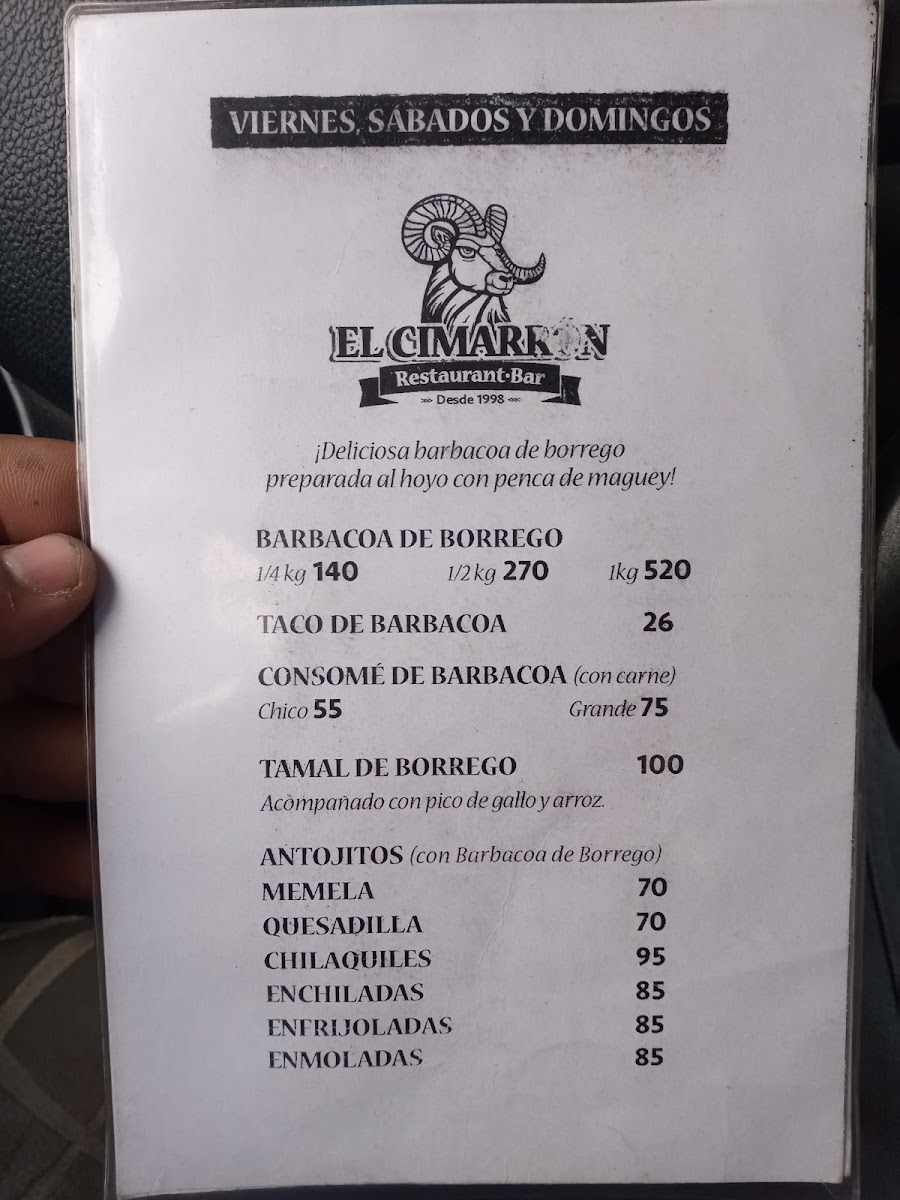 VIERNES, SÁBADOS Y DOMINGOS
EL CIMARRÓN
Restaurant·Bar
Desde 1998
¡Deliciosa barbacoa de borrego
preparada al hoyo con penca de maguey!
BARBACOA DE BORREGO
1/4 kg 140 1/2 kg 270 1kg 520
TACO DE BARBACOA 26
CONSOMÉ DE BARBACOA (con carne)
Chico 55 Grande 75
TAMAL DE BORREGO 100
Acompañado con pico de gallo y arroz.
ANTOJITOS (con Barbacoa de Borrego)
MEMELA 70
QUESADILLA 70
CHILAQUILES 95
ENCHILADAS 85
ENFRIJOLADAS 85
ENMOLADAS 85